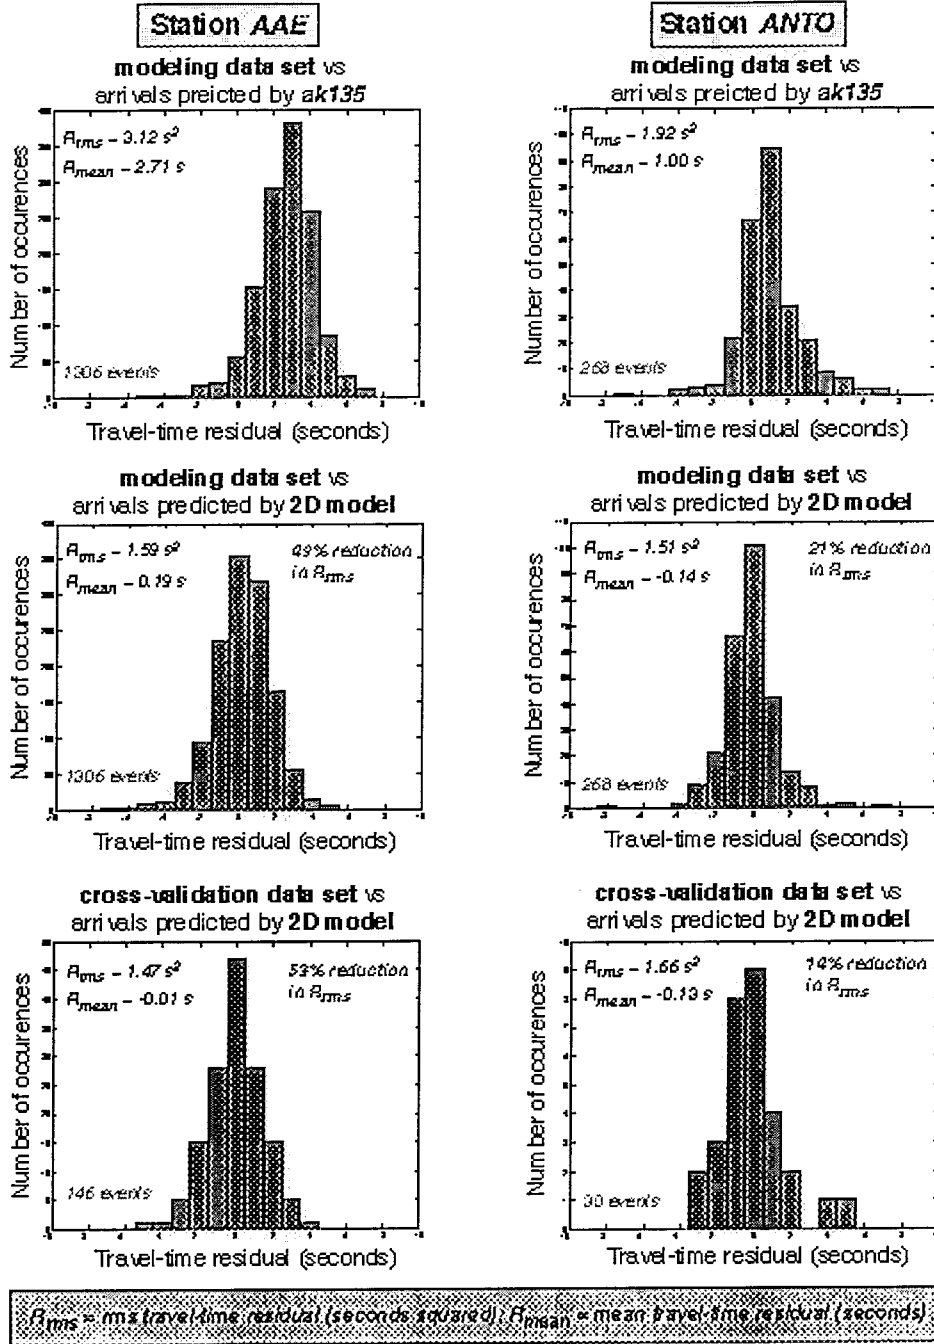 Station AAE
modeling data set vs
arrivals preicted by ak135
Number of occurences
Rrms - 3.12 s²
Rmean - 2.71 s
1306 events
Travel-time residual (seconds)
modeling data set vs
arrivals predicted by 2D model
Number of occurences
Rrms - 1.59 s²
Rmean - 0.19 s
49% reduction
in Rrms
1306 events
Travel-time residual (seconds)
cross-validation data set vs
arrivals predicted by 2D model
Number of occurences
Rrms - 1.47 s²
Rmean - -0.01 s
53% reduction
in Rrms
146 events
Travel-time residual (seconds)
Station ANTO
modeling data set vs
arrivals preicted by ak135
Number of occurences
Rrms - 1.92 s²
Rmean - 1.00 s
268 events
Travel-time residual (seconds)
modeling data set vs
arrivals predicted by 2D model
Number of occurences
Rrms - 1.51 s²
Rmean - -0.14 s
21% reduction
in Rrms
268 events
Travel-time residual (seconds)
cross-validation data set vs
arrivals predicted by 2D model
Number of occurences
Rrms - 1.66 s²
Rmean - -0.13 s
14% reduction
in Rrms
30 events
Travel-time residual (seconds)
Rrms = rms travel-time residual (seconds squared); Rmean = mean travel-time residual (seconds)